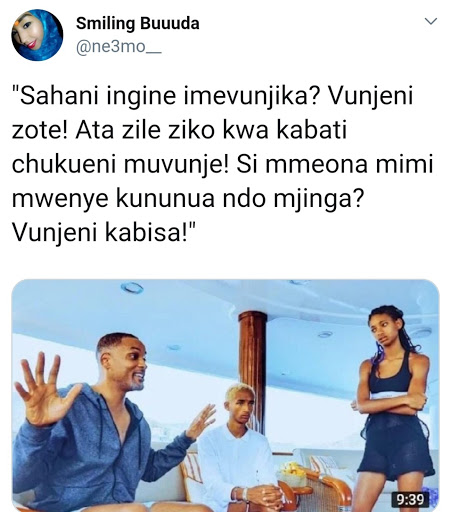 Smiling Buuuda
@ne3mo__
"Sahani ingine imevunjika? Vunjeni
zote! Ata zile ziko kwa kabati
chukueni muvunje! Si mmeona mimi
mwenye kununua ndo mjinga?
Vunjeni kabisa!"
9:39